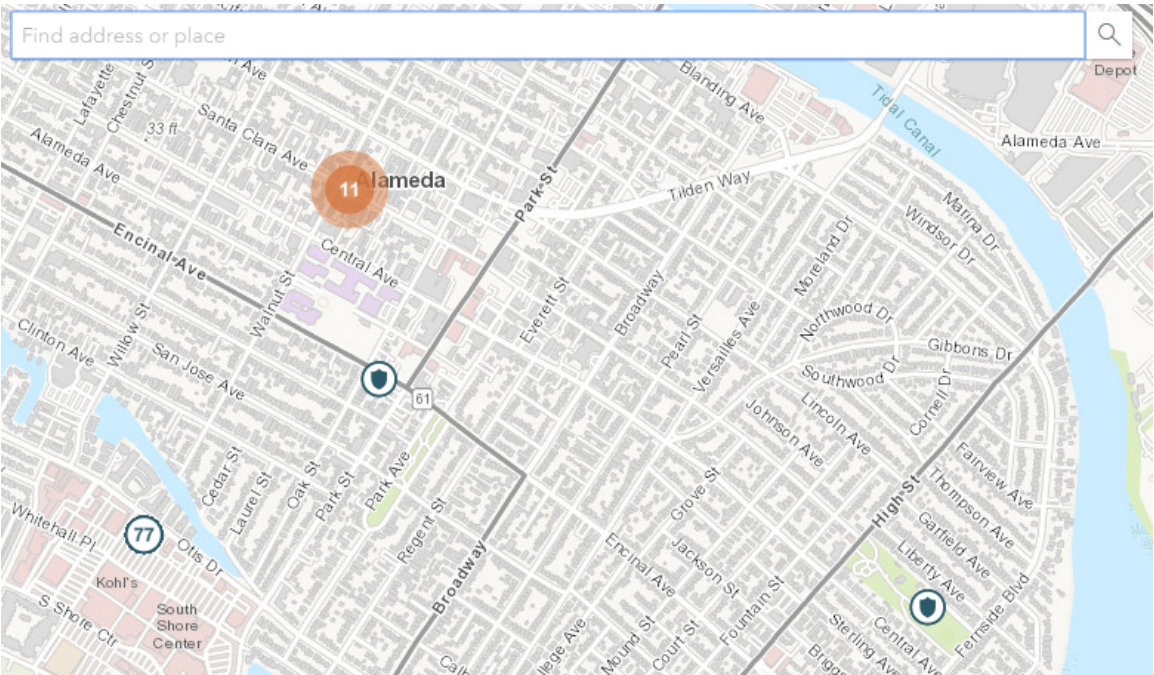 Find address or place
Depot
Blanding Ave
Tidal Canal
Lafayette
Chestnut S
n Ave
Santa Clara Ave
33 ft
Alameda Ave
Alameda Ave
11
Alameda
Park St
Tilden Way
Marina Dr
Windsor Dr
Moreland Dr
Encinal Ave
Central Ave
Walnut St
Everett St
Broadway
Pearl St
Versailles Ave
Northwood Dr
Gibbons Dr
Southwood Dr
Cornell Dr
Clinton Ave
Willow St
San Jose Ave
61
Johnson Ave
Lincoln Ave
Fairview Ave
Thompson Ave
High St
Garfield Ave
Liberty Ave
Fernside Blvd
Cedar St
Laurel St
Oak St
Park St
Park Ave
Regent St
Grove St
Whitehall Pl
77
Otis Dr
Kohl's
South
Shore
Center
S Shore Ctr
Broadway
Encinal Ave
Jackson St
Fountain St
Court St
Mound St
llege Ave
Calh
Sterling Ave
Central Ave
Briggs